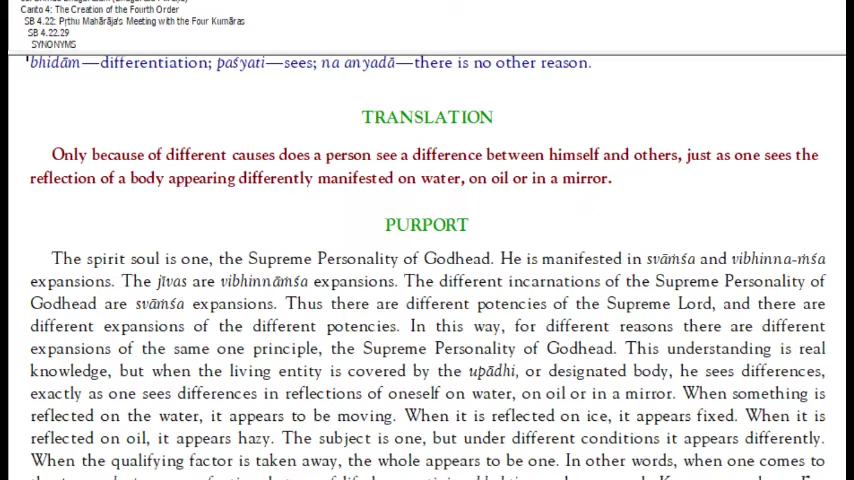 Canto 4: The Creation of the Fourth Order
SB 4.22: Pṛthu Mahārāja's Meeting with the Four Kumāras
SB 4.22.29
SYNONYMS
bhidām—differentiation; paśyati—sees; na anyadā—there is no other reason.
TRANSLATION
Only because of different causes does a person see a difference between himself and others, just as one sees the
reflection of a body appearing differently manifested on water, on oil or in a mirror.
PURPORT
The spirit soul is one, the Supreme Personality of Godhead. He is manifested in svāṁśa and vibhinna-ṁśa
expansions. The jīvas are vibhinnāṁśa expansions. The different incarnations of the Supreme Personality of
Godhead are svāṁśa expansions. Thus there are different potencies of the Supreme Lord, and there are
different expansions of the different potencies. In this way, for different reasons there are different
expansions of the same one principle, the Supreme Personality of Godhead. This understanding is real
knowledge, but when the living entity is covered by the upādhi, or designated body, he sees differences,
exactly as one sees differences in reflections of oneself on water, on oil or in a mirror. When something is
reflected on the water, it appears to be moving. When it is reflected on ice, it appears fixed. When it is
reflected on oil, it appears hazy. The subject is one, but under different conditions it appears differently.
When the qualifying factor is taken away, the whole appears to be one. In other words, when one comes to